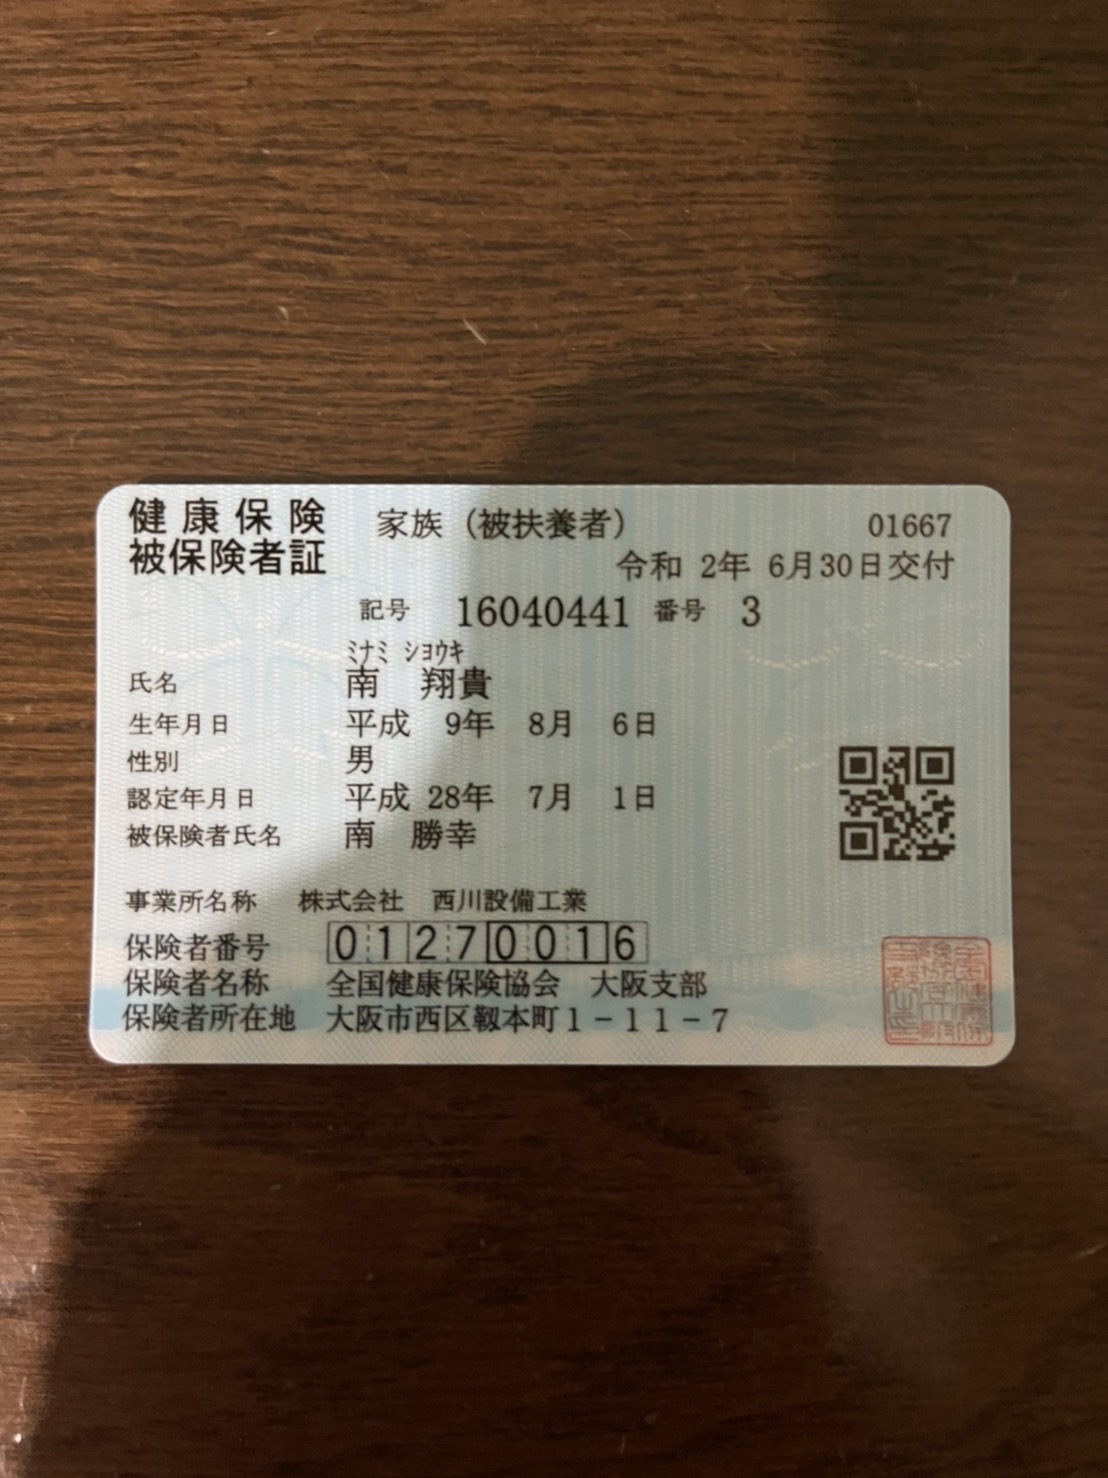 健康保険 家族（被扶養者） 01667
被保険者証 令和 2年 6月30日交付
記号 16040441 番号 3
ﾐﾅﾐ ｼﾖｳｷ
氏名 南 翔貴
生年月日 平成 9年 8月 6日
性別 男
認定年月日 平成 28年 7月 1日
被保険者氏名 南 勝幸
事業所名称 株式会社 西川設備工業
保険者番号 01270016
保険者名称 全国健康保険協会 大阪支部
保険者所在地 大阪市西区靱本町１－１１－７